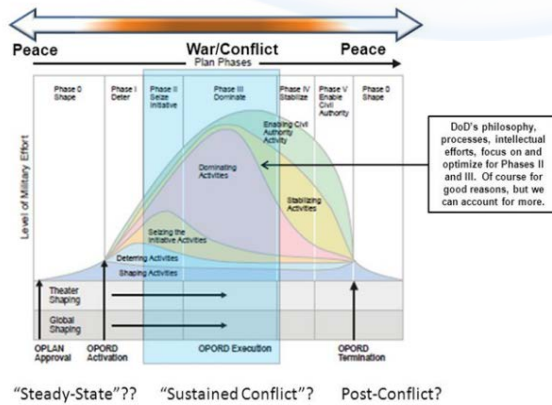 Peace
War/Conflict
Peace
Plan Phases
Phase 0
Shape
Phase I
Deter
Phase II
Seize
Initiative
Phase III
Dominate
Phase IV
Stabilize
Phase V
Enable
Civil
Authority
Phase 0
Shape
Level of Military Effort
Enabling Civil
Authority
Activity
Dominating
Activities
Stabilizing
Activities
Seizing the
Initiative Activities
Deterring Activities
Shaping Activities
DoD's philosophy,
processes, intellectual
efforts, focus on and
optimize for Phases II
and III. Of course for
good reasons, but we
can account for more.
Theater
Shaping
Global
Shaping
OPLAN
Approval
OPORD
Activation
OPORD Execution
OPORD
Termination
"Steady-State"??
"Sustained Conflict"?
Post-Conflict?